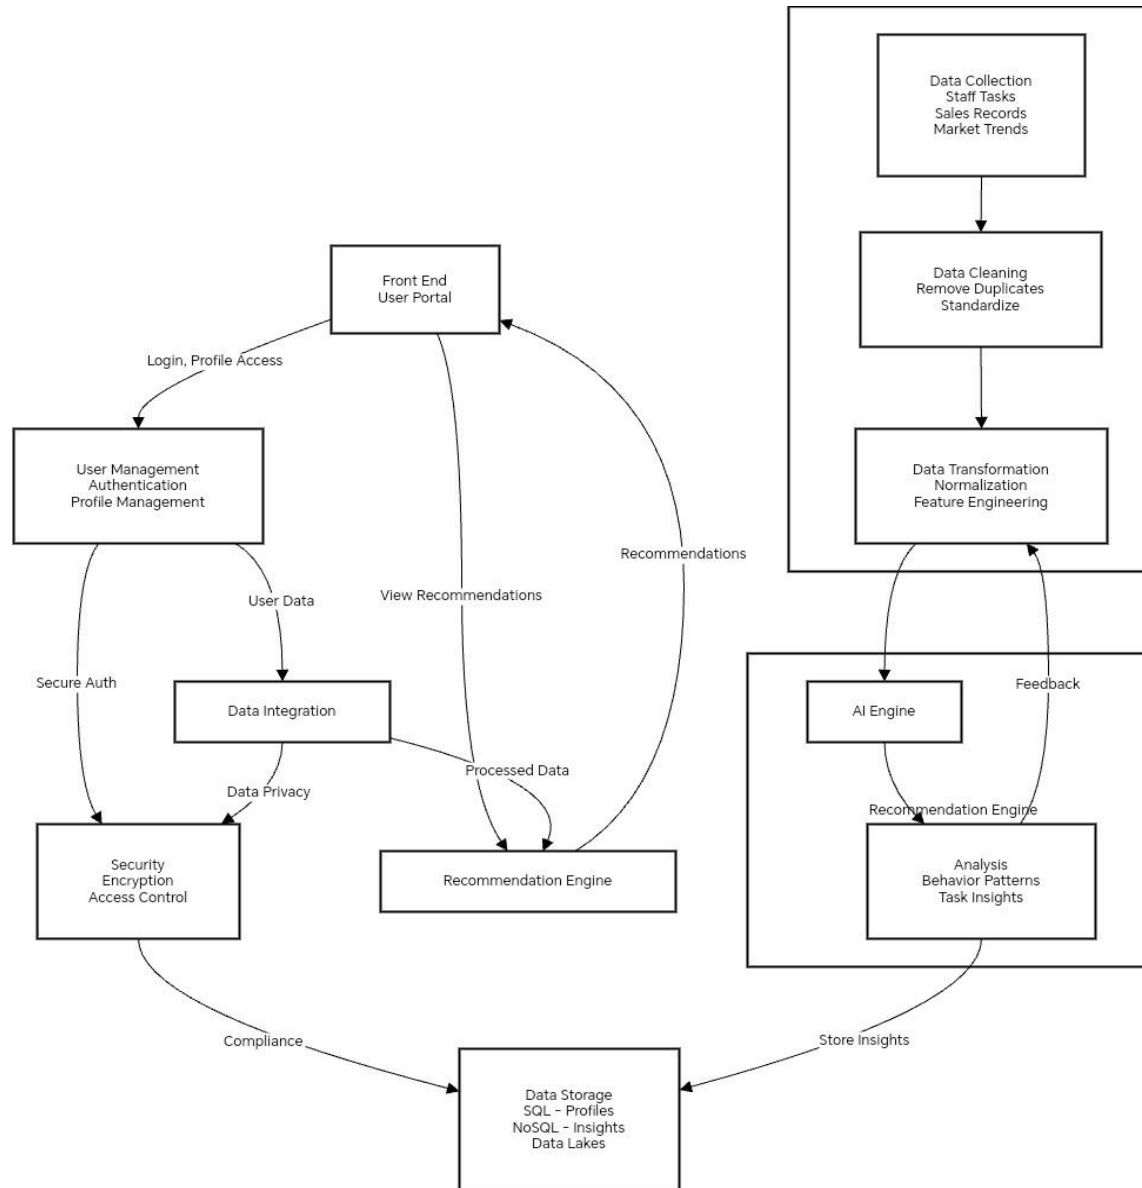 Data Collection
Staff Tasks
Sales Records
Market Trends
Data Cleaning
Remove Duplicates
Standardize
Front End
User Portal
Login, Profile Access
User Management
Authentication
Profile Management
Data Transformation
Normalization
Feature Engineering
Recommendations
View Recommendations
User Data
Secure Auth
Feedback
Data Integration
AI Engine
Processed Data
Data Privacy
Recommendation Engine
Security
Encryption
Access Control
Recommendation Engine
Analysis
Behavior Patterns
Task Insights
Compliance
Store Insights
Data Storage
SQL - Profiles
NoSQL - Insights
Data Lakes